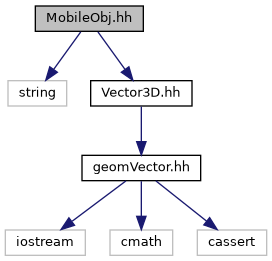 MobileObj.hh
string
Vector3D.hh
geomVector.hh
iostream
cmath
cassert